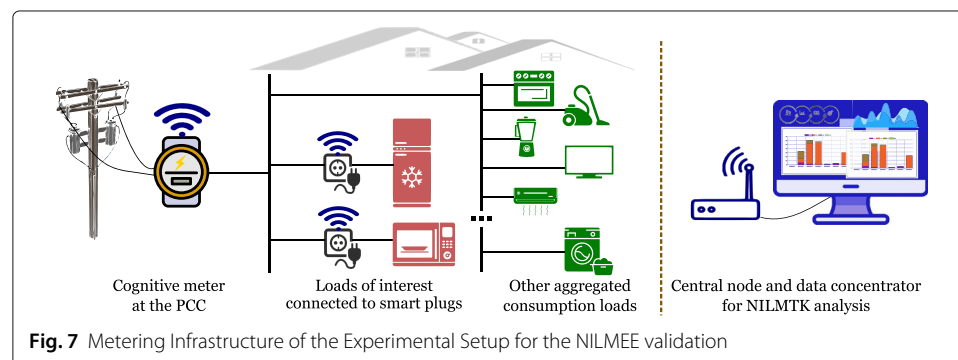 Cognitive meter
at the PCC
Loads of interest
connected to smart plugs
Other aggregated
consumption loads
Central node and data concentrator
for NILMTK analysis
Fig. 7 Metering Infrastructure of the Experimental Setup for the NILMEE validation